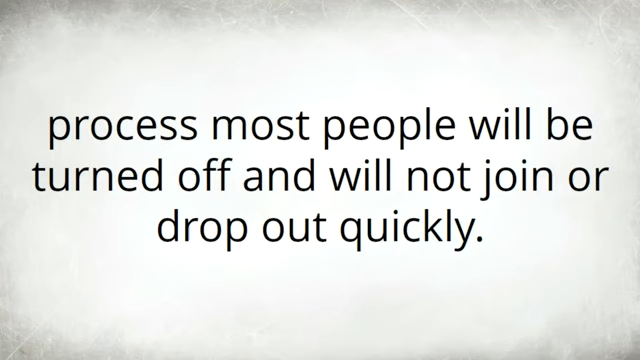 process most people will be
turned off and will not join or
drop out quickly.